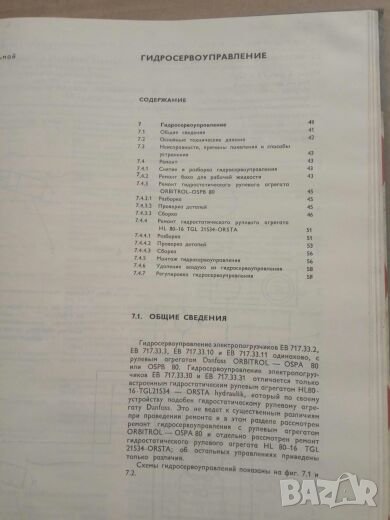 ьной
ГИДРОСЕРВОУПРАВЛЕНИЕ
СОДЕРЖАНИЕ
7 Гидросервоуправление 41
7.1 Общие сведения 41
7.2 Основные технические данные 42
7.3 Неисправности, причины появления и способы
устранения 43
7.4 Ремонт 43
7.4.1 Снятие и разборка гидросервоуправления 43
7.4.2 Ремонт бака для рабочей жидкости 43
7.4.3 Ремонт гидростатического рулевого агрегата
ORBITROL-OSPB 80 45
7.4.3.1 Разборка 45
7.4.3.2 Проверка деталей 45
7.4.3.3 Сборка 46
7.4.4 Ремонт гидростатического рулевого агрегата
HL 80-16 TGL 21534-ORSTA 51
7.4.4.1 Разборка 51
7.4.4.2 Проверка деталей 53
7.4.4.3 Сборка 56
7.4.5 Монтаж гидросервоуправления 58
7.4.6 Удаление воздуха из гидросервоуправления 58
7.4.7 Регулировка гидросервоуправления 58
7.1. ОБЩИЕ СВЕДЕНИЯ
Гидросервоуправление электропогрузчиков ЕВ 717.33.2,
ЕВ 717.33.3, ЕВ 717.33.10 и ЕВ 717.33.11 одинаково, с
рулевым агрегатом Danfoss ORBITROL — OSPA 80
или OSPB 80. Гидросервоуправление электропогруз-
чиков ЕВ 717.33.30 и ЕВ 717.33.31 отличается только
встроенным гидростатическим рулевым агрегатом HL80-
16-TGL21534 — ORSTA hydraulik, который по своему
устройству подобен гидростатическому рулевому агре-
гату Danfoss. Это не ведет к существенным различиям
при проведении ремонта и в этом разделе рассмотрен
ремонт гидросервоуправления с рулевым агрегатом
ORBITROL — OSPA 80 и отдельно рассмотрен ремонт
гидростатического рулевого агрегата HL 80-16 TGL
21534-ORSTA; об остальных управлениях приведены
только различия.
Схемы гидросервоуправлений показаны на фиг. 7.1 и
7.2.
bazar.bg